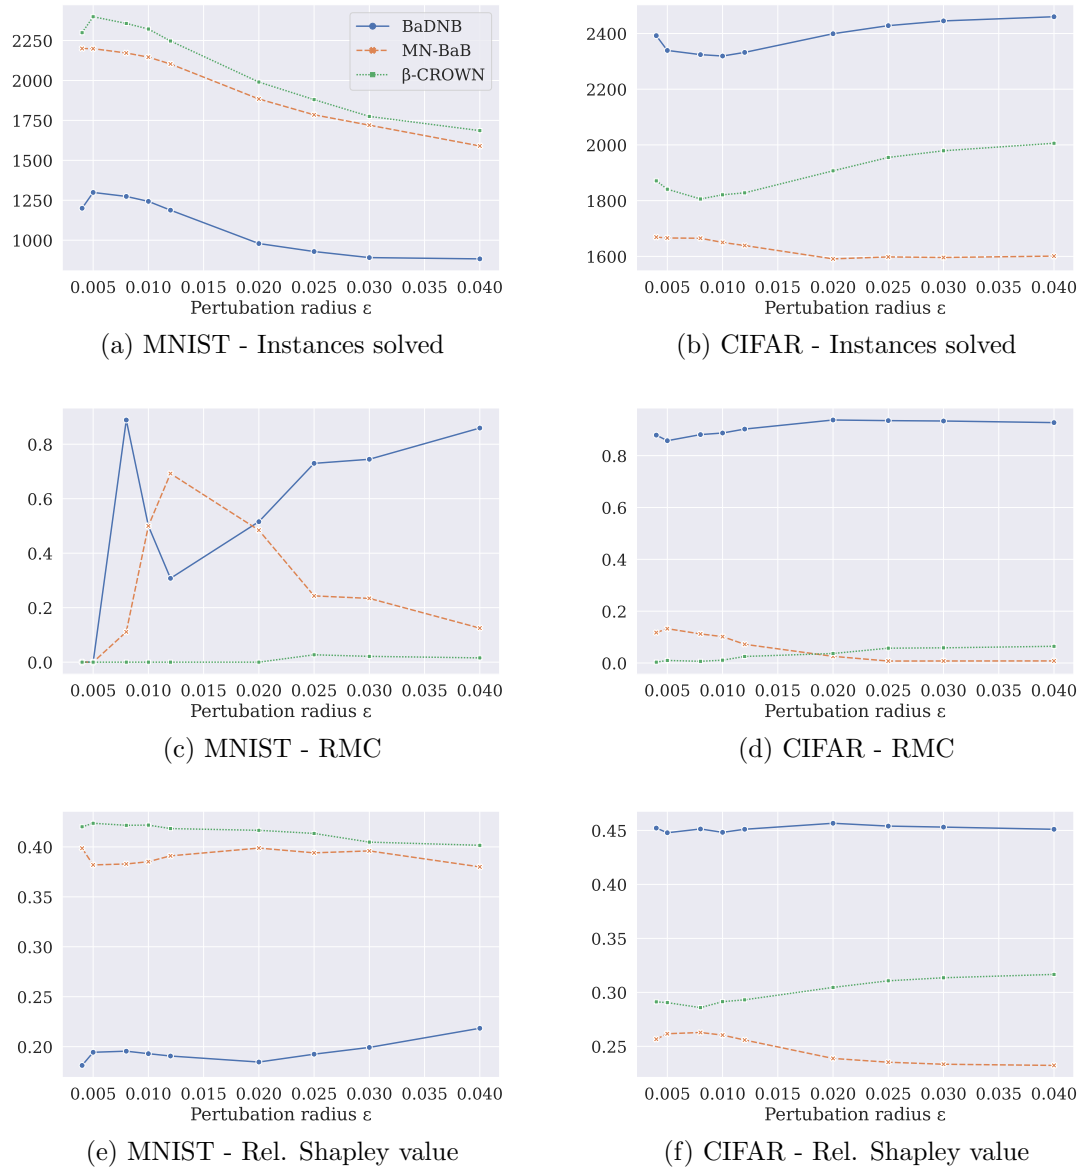 2250
2000
1750
1500
1250
1000
BaDNB
MN-BaB
β-CROWN
0.005 0.010 0.015 0.020 0.025 0.030 0.035 0.040
Pertubation radius ε
(a) MNIST - Instances solved
2400
2200
2000
1800
1600
0.005 0.010 0.015 0.020 0.025 0.030 0.035 0.040
Pertubation radius ε
(b) CIFAR - Instances solved
0.8
0.6
0.4
0.2
0.0
0.005 0.010 0.015 0.020 0.025 0.030 0.035 0.040
Pertubation radius ε
(c) MNIST - RMC
0.8
0.6
0.4
0.2
0.0
0.005 0.010 0.015 0.020 0.025 0.030 0.035 0.040
Pertubation radius ε
(d) CIFAR - RMC
0.40
0.35
0.30
0.25
0.20
0.005 0.010 0.015 0.020 0.025 0.030 0.035 0.040
Pertubation radius ε
(e) MNIST - Rel. Shapley value
0.45
0.40
0.35
0.30
0.25
0.005 0.010 0.015 0.020 0.025 0.030 0.035 0.040
Pertubation radius ε
(f) CIFAR - Rel. Shapley value